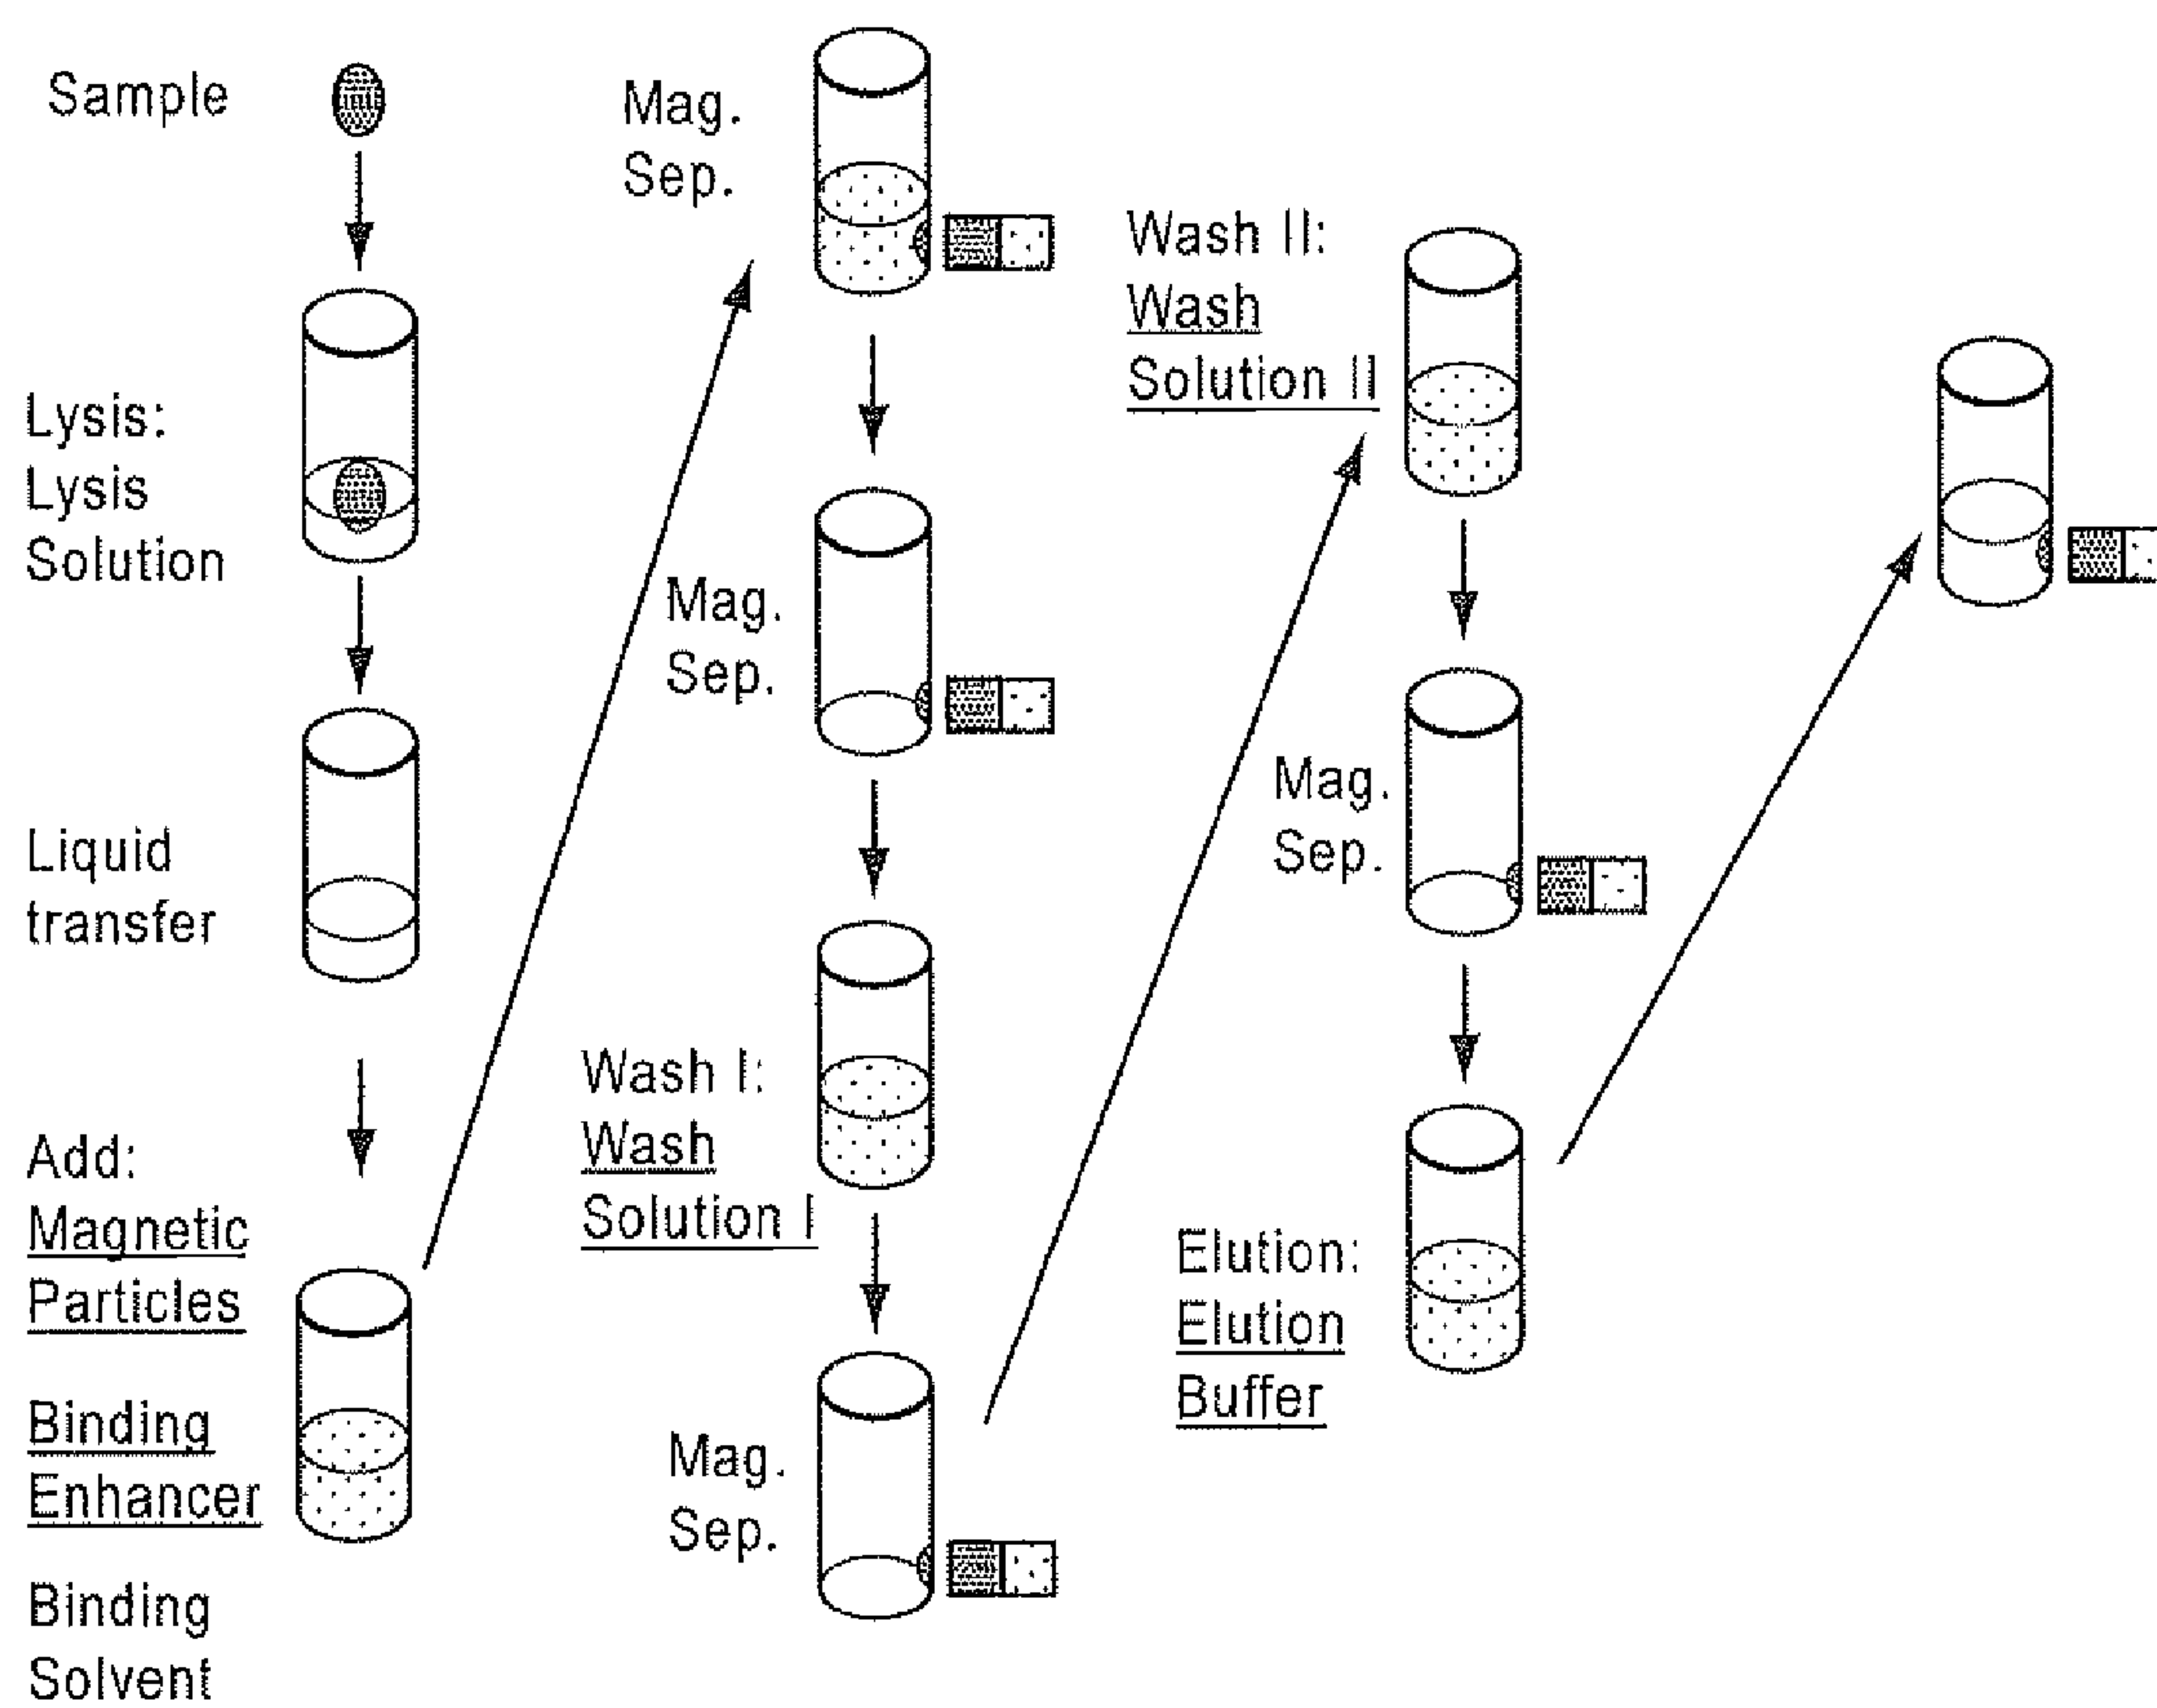 Sample
Lysis:
Lysis
Solution
Liquid
transfer
Add:
Magnetic
Particles
Binding
Enhancer
Binding
Solvent
Mag.
Sep.
Mag.
Sep.
Wash I:
Wash
Solution I
Mag.
Sep.
Wash II:
Wash
Solution II
Mag.
Sep.
Elution:
Elution
Buffer